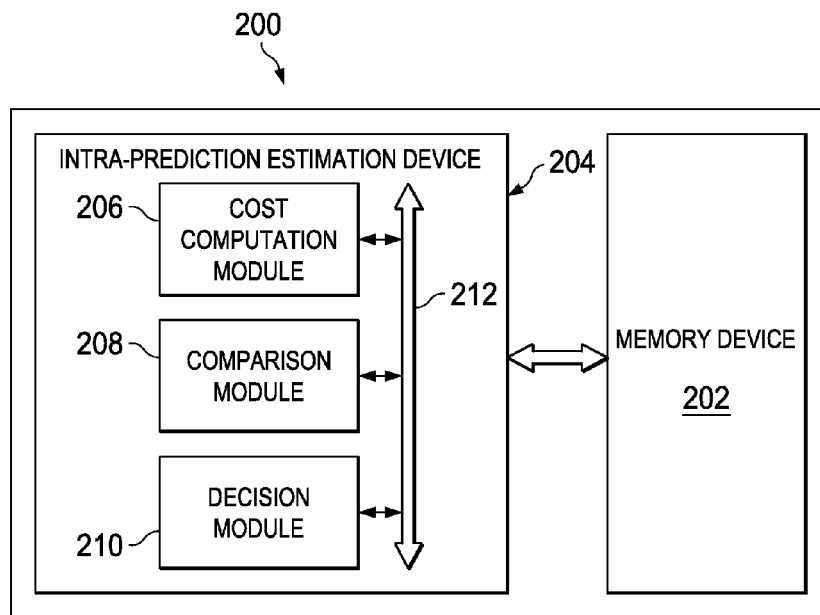 200
INTRA-PREDICTION ESTIMATION DEVICE
204
206
COST
COMPUTATION
MODULE
212
208
COMPARISON
MODULE
MEMORY DEVICE
202
DECISION
MODULE
210